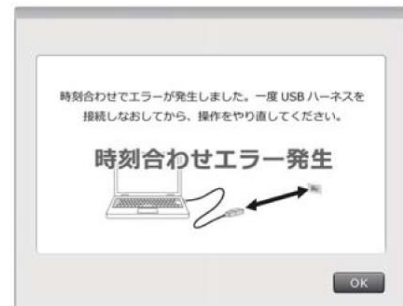 時刻合わせでエラーが発生しました。一度 USB ハーネスを
接続しなおしてから、操作をやり直してください。
時刻合わせエラー発生
OK